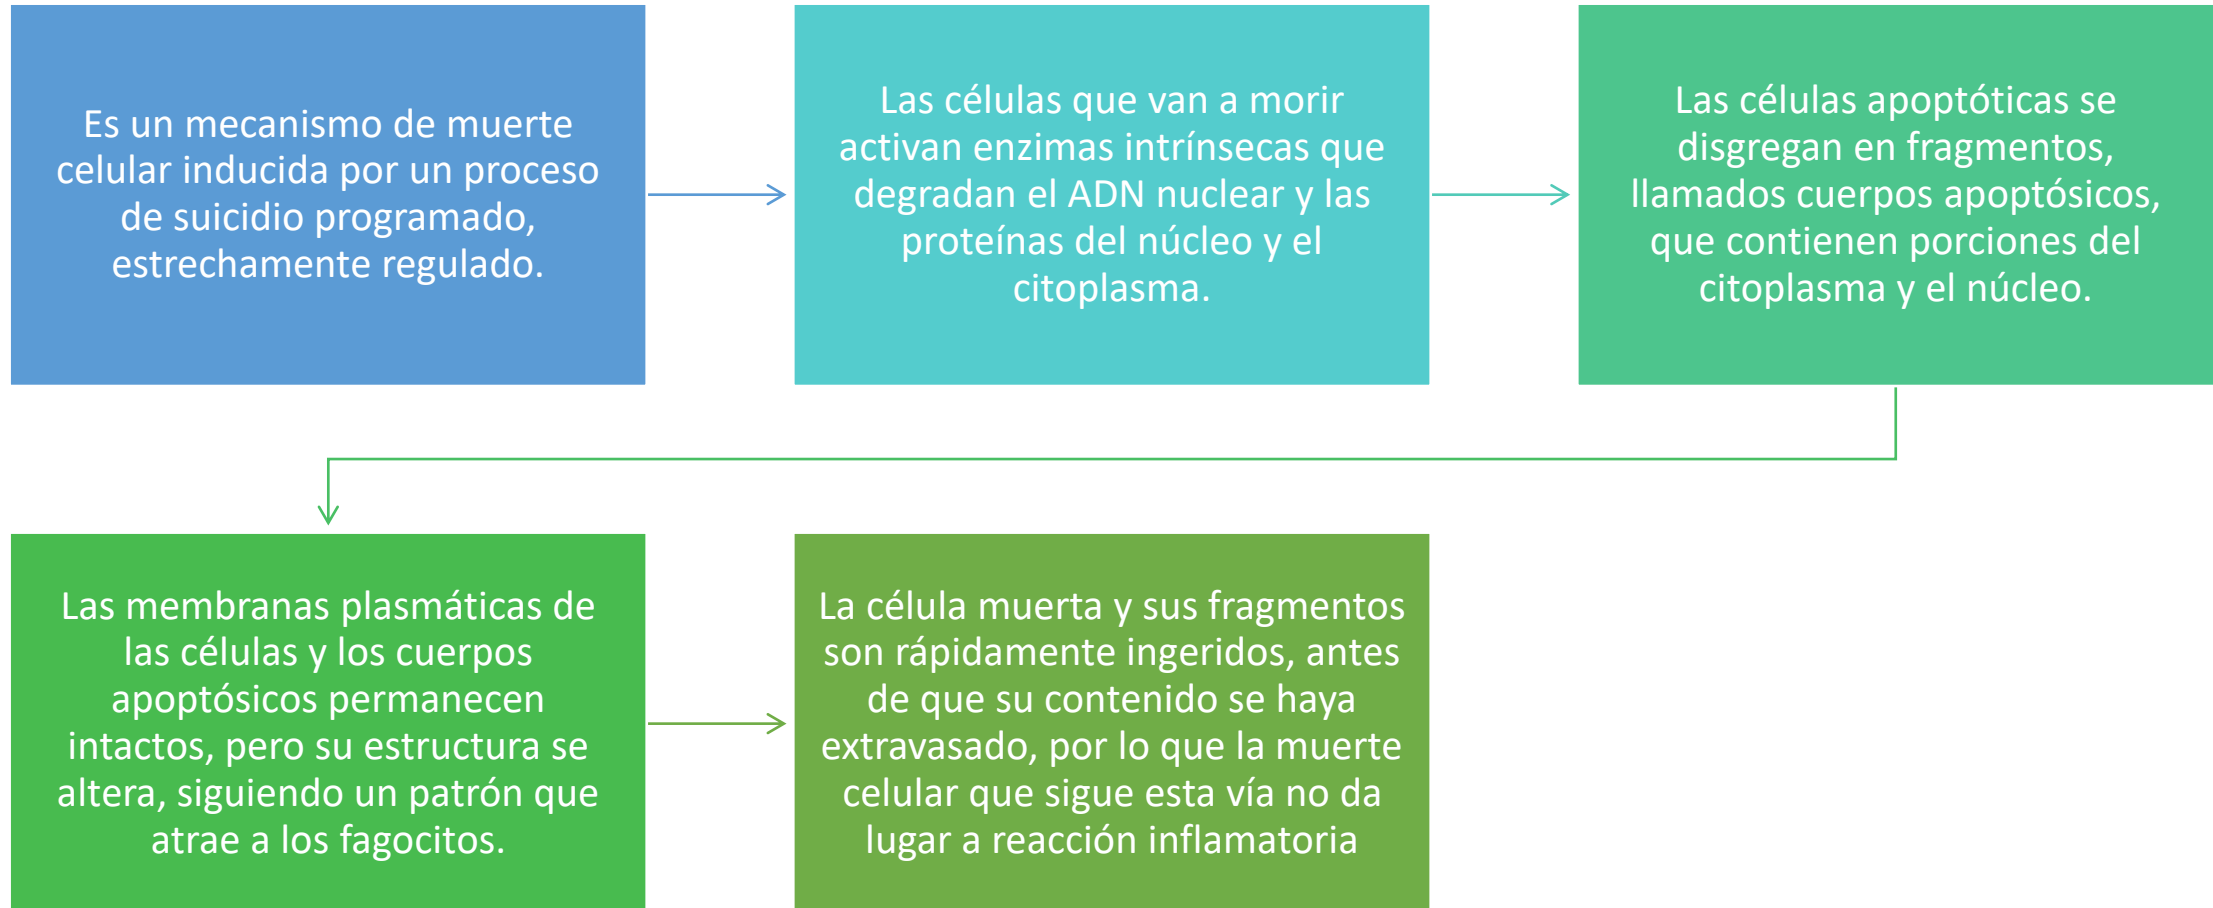 Es un mecanismo de muerte
celular inducida por un proceso
de suicidio programado,
estrechamente regulado.
Las células que van a morir
activan enzimas intrínsecas que
degradan el ADN nuclear y las
proteínas del núcleo y el
citoplasma.
Las células apoptóticas se
disgregan en fragmentos,
llamados cuerpos apoptósicos,
que contienen porciones del
citoplasma y el núcleo.
Las membranas plasmáticas de
las células y los cuerpos
apoptósicos permanecen
intactos, pero su estructura se
altera, siguiendo un patrón que
atrae a los fagocitos.
La célula muerta y sus fragmentos
son rápidamente ingeridos, antes
de que su contenido se haya
extravasado, por lo que la muerte
celular que sigue esta vía no da
lugar a reacción inflamatoria